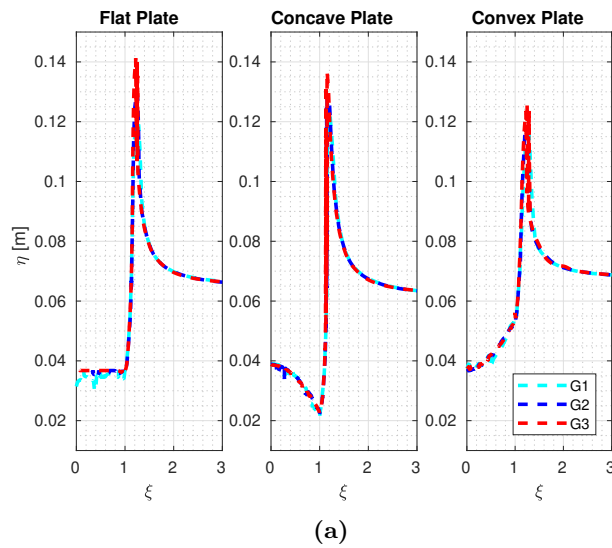 Flat Plate
Concave Plate
Convex Plate
η [m]
0.14
0.12
0.1
0.08
0.06
0.04
0.02
0 1 2 3
ξ
0.14
0.12
0.1
0.08
0.06
0.04
0.02
0 1 2 3
ξ
0.14
0.12
0.1
0.08
0.06
0.04
0.02
0 1 2 3
ξ
G1
G2
G3
(a)